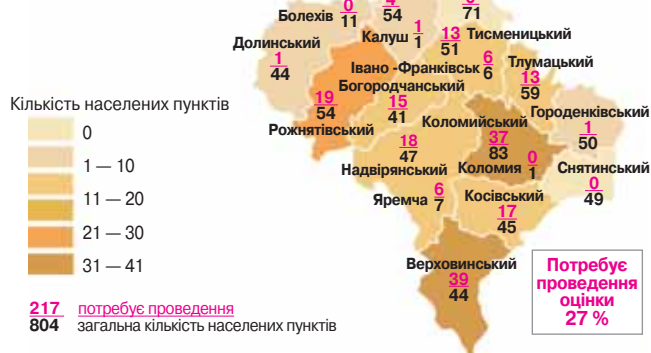 Болехів
0
11
4
54
71
Долинський
1
44
Калуш
1
1
13
51
Тисменицький
Івано -Франківськ
6
6
Тлумацький
13
59
Богородчанський
15
41
19
54
Рожнятівський
Коломийський
37
83
Городенківський
1
50
Кількість населених пунктів
0
1 — 10
11 — 20
21 — 30
31 — 41
18
47
Надвірянський
Коломия
0
1
Снятинський
0
49
Яремча
6
7
Косівський
17
45
Верховинський
39
44
Потребує
проведення
оцінки
27 %
217 потребує проведення
804 загальна кількість населених пунктів